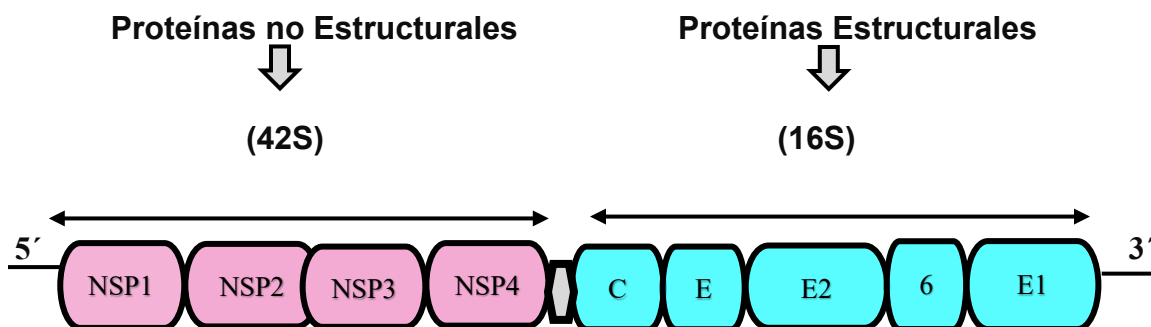 Proteínas no Estructurales Proteínas Estructurales
(42S) (16S)
5´ 3´
NSP1 NSP2 NSP3 NSP4 C E E2 6 E1